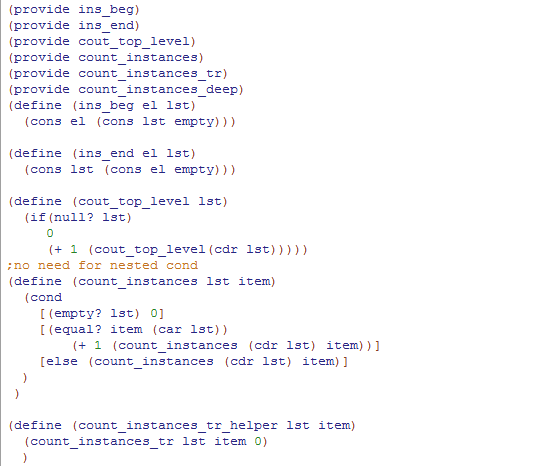 (provide ins_beg)
(provide ins_end)
(provide cout_top_level)
(provide count_instances)
(provide count_instances_tr)
(provide count_instances_deep)
(define (ins_beg el lst)
  (cons el (cons lst empty)))

(define (ins_end el lst)
  (cons lst (cons el empty)))

(define (cout_top_level lst)
  (if(null? lst)
     0
     (+ 1 (cout_top_level(cdr lst)))))
;no need for nested cond
(define (count_instances lst item)
  (cond
    [(empty? lst) 0]
    [(equal? item (car lst))
        (+ 1 (count_instances (cdr lst) item))]
    [else (count_instances (cdr lst) item)]
  )
 )

(define (count_instances_tr_helper lst item)
  (count_instances_tr lst item 0)
  )